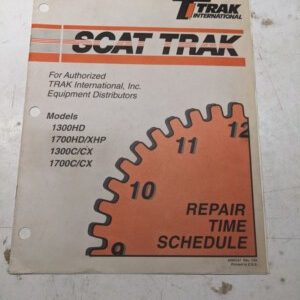 TRAK
INTERNATIONAL
SCAT TRAK
For Authorized
TRAK International, Inc.
Equipment Distributors
Models
1300HD
1700HD/XHP
1300C/CX
1700C/CX
12
11
10
9
REPAIR
TIME
SCHEDULE